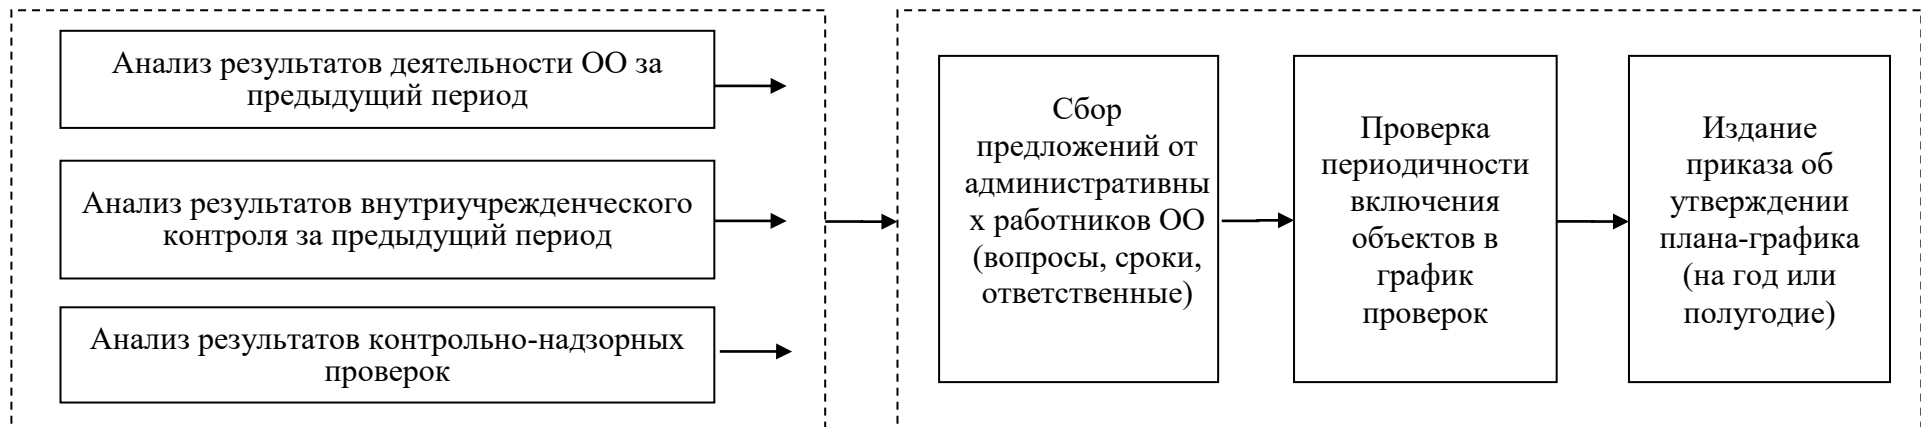 Анализ результатов деятельности ОО за
предыдущий период
Анализ результатов внутриучрежденческого
контроля за предыдущий период
Анализ результатов контрольно-надзорных
проверок
Сбор
предложений от
административны
х работников ОО
(вопросы, сроки,
ответственные)
Проверка
периодичности
включения
объектов в
график
проверок
Издание
приказа об
утверждении
плана-графика
(на год или
полугодие)